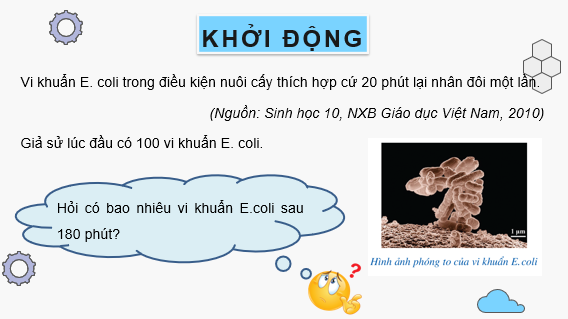 KHỞI ĐỘNG
Vi khuẩn E. coli trong điều kiện nuôi cấy thích hợp cứ 20 phút lại nhân đôi một lần.
(Nguồn: Sinh học 10, NXB Giáo dục Việt Nam, 2010)
Giả sử lúc đầu có 100 vi khuẩn E. coli.
Hỏi có bao nhiêu vi khuẩn E.coli sau
180 phút?
1 µm
Hình ảnh phóng to của vi khuẩn E.coli